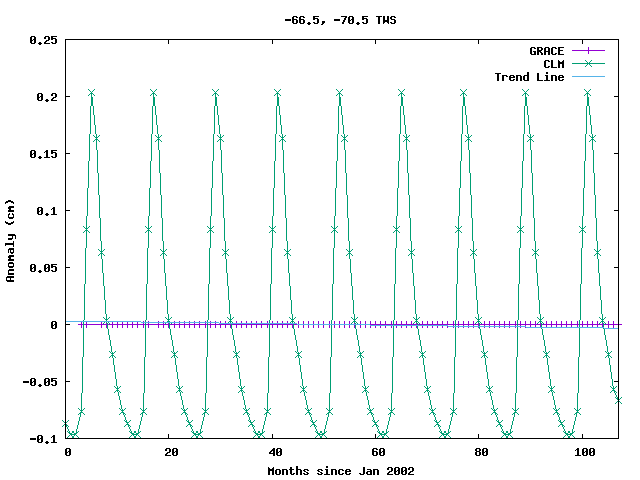 -66.5, -70.5 TWS
GRACE
CLM
Trend Line
0.25
0.2
0.15
0.1
0.05
0
-0.05
-0.1
Anomaly (cm)
0 20 40 60 80 100
Months since Jan 2002